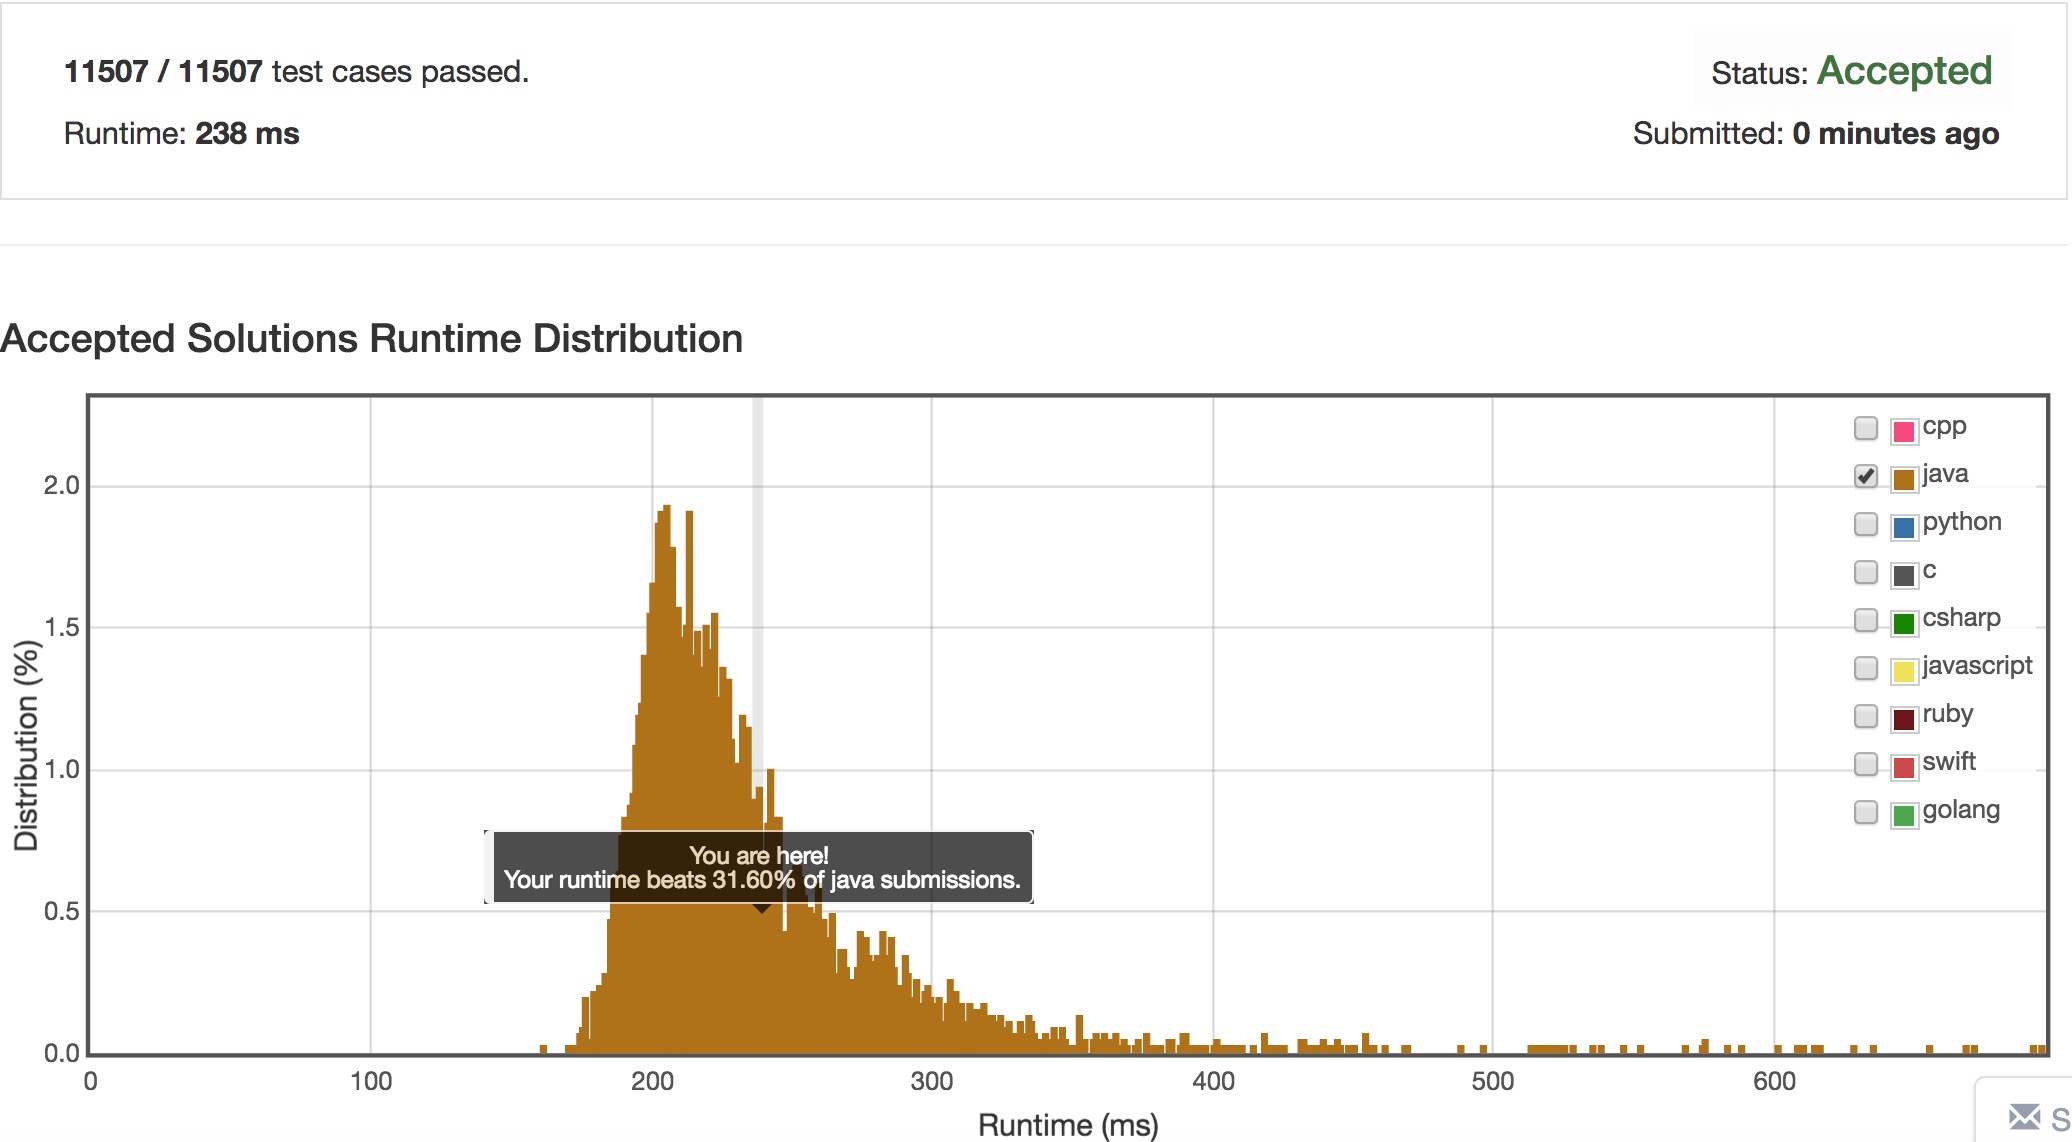 11507 / 11507 test cases passed.
Status: Accepted
Runtime: 238 ms
Submitted: 0 minutes ago
Accepted Solutions Runtime Distribution
cpp
java
python
c
csharp
javascript
ruby
swift
golang
2.0
1.5
1.0
0.5
0.0
Distribution (%)
You are here!
Your runtime beats 31.60% of java submissions.
0 100 200 300 400 500 600
Runtime (ms)
S